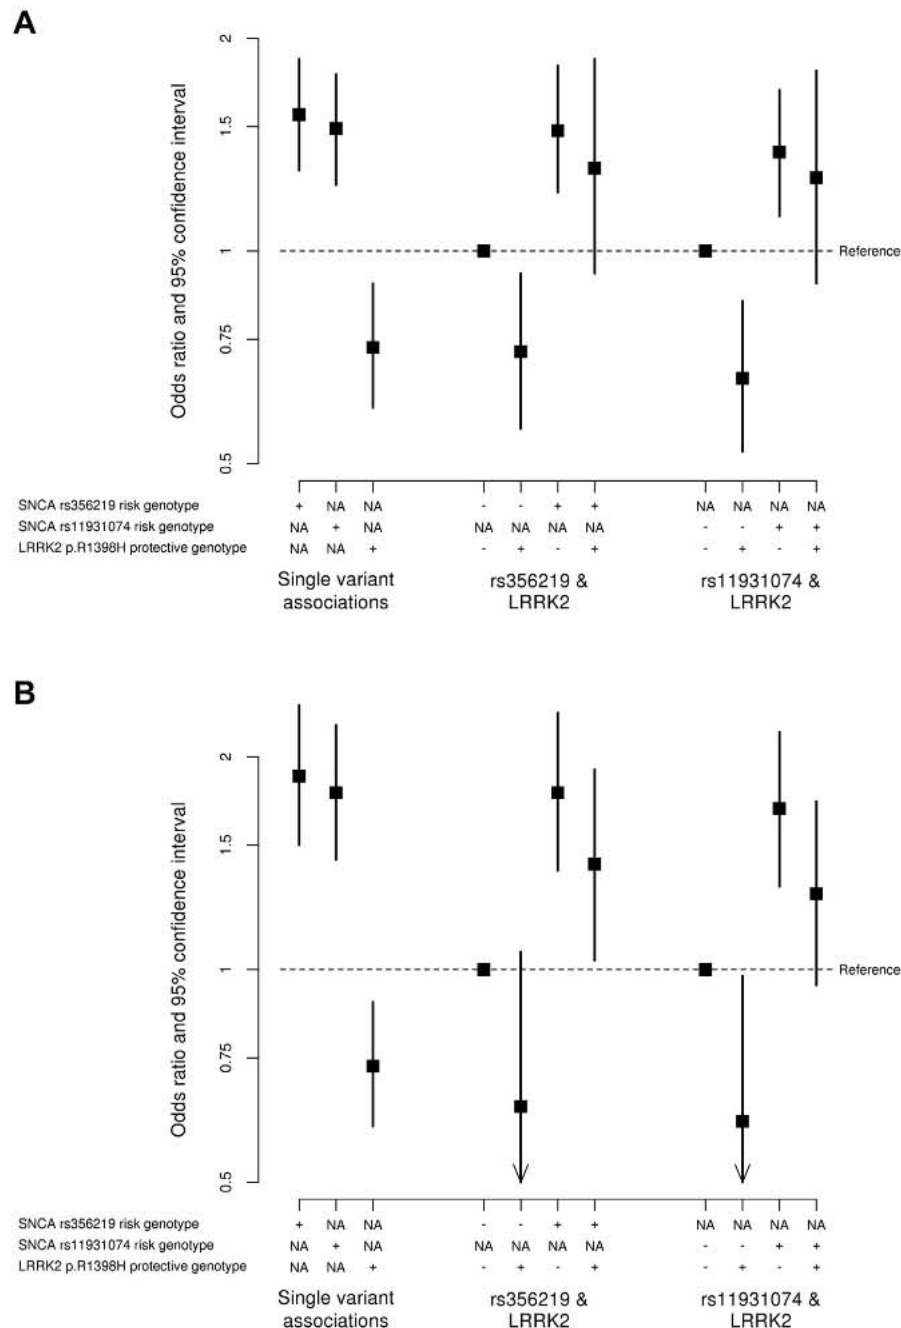 A
Odds ratio and 95% confidence interval
2
1.5
1
0.75
0.5
Reference
SNCA rs356219 risk genotype + NA NA - - + + NA NA NA NA
SNCA rs11931074 risk genotype NA + NA NA NA NA NA - - + +
LRRK2 p.R1398H protective genotype NA NA + - + - + - + - +
Single variant associations
rs356219 & LRRK2
rs11931074 & LRRK2
B
Odds ratio and 95% confidence interval
2
1.5
1
0.75
0.5
Reference
SNCA rs356219 risk genotype + NA NA - - + + NA NA NA NA
SNCA rs11931074 risk genotype NA + NA NA NA NA NA - - + +
LRRK2 p.R1398H protective genotype NA NA + - + - + - + - +
Single variant associations
rs356219 & LRRK2
rs11931074 & LRRK2